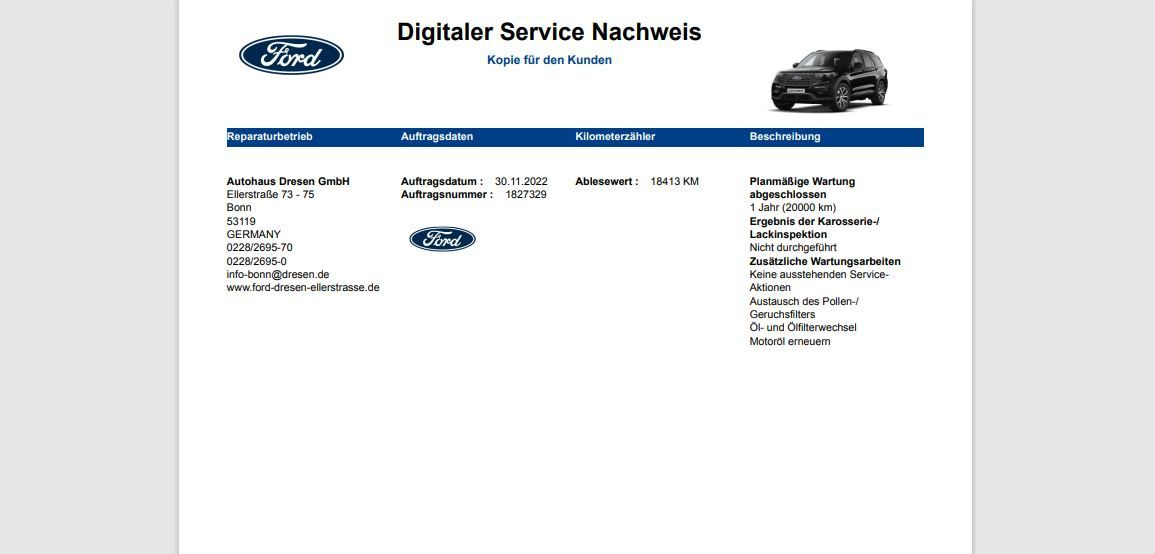 Digitaler Service Nachweis
Kopie für den Kunden
Ford
Reparaturbetrieb
Auftragsdaten
Kilometerzähler
Beschreibung
Autohaus Dresen GmbH
Ellerstraße 73 - 75
Bonn
53119
GERMANY
0228/2695-70
0228/2695-0
info-bonn@dresen.de
www.ford-dresen-ellerstrasse.de
Auftragsdatum : 30.11.2022
Auftragsnummer : 1827329
Ford
Ablesewert : 18413 KM
Planmäßige Wartung
abgeschlossen
1 Jahr (20000 km)
Ergebnis der Karosserie-/
Lackinspektion
Nicht durchgeführt
Zusätzliche Wartungsarbeiten
Keine ausstehenden Service-
Aktionen
Austausch des Pollen-/
Geruchsfilters
Öl- und Ölfilterwechsel
Motoröl erneuern